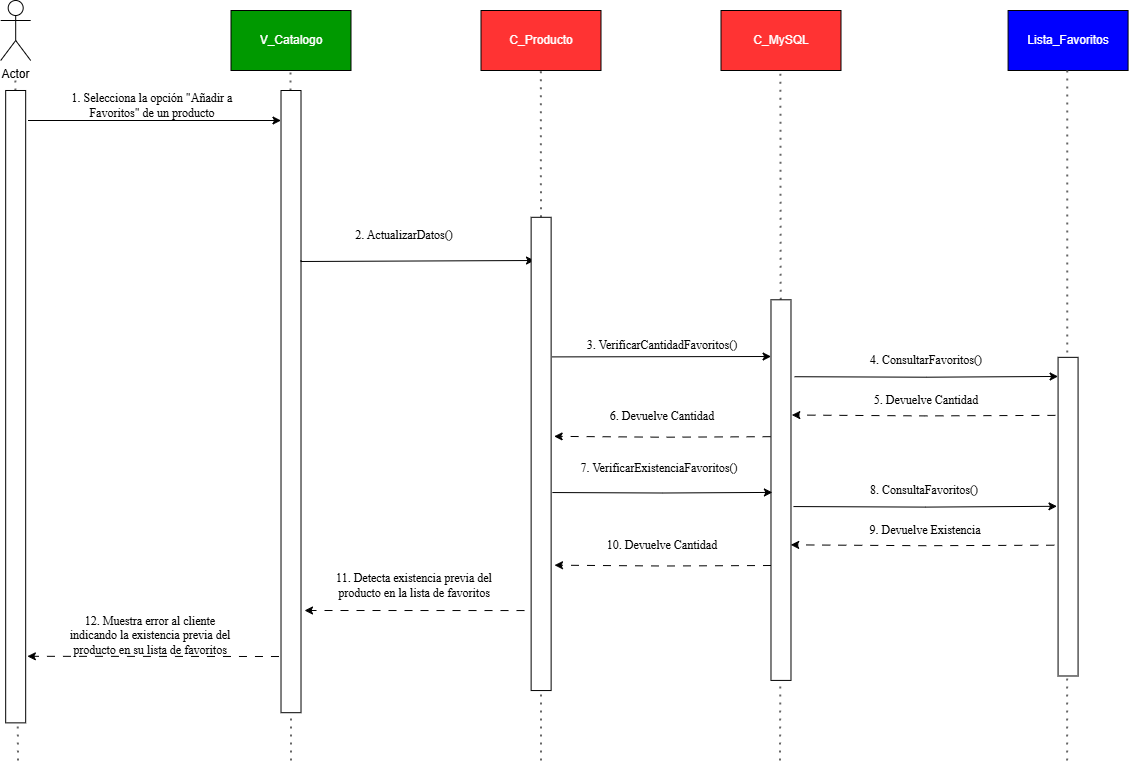 V_Catalogo
C_Producto
C_MySQL
Lista_Favoritos
Actor
1. Selecciona la opción "Añadir a
Favoritos" de un producto
2. ActualizarDatos()
3. VerificarCantidadFavoritos()
4. ConsultarFavoritos()
5. Devuelve Cantidad
6. Devuelve Cantidad
7. VerificarExistenciaFavoritos()
8. ConsultaFavoritos()
9. Devuelve Existencia
10. Devuelve Cantidad
11. Detecta existencia previa del
producto en la lista de favoritos
12. Muestra error al cliente
indicando la existencia previa del
producto en su lista de favoritos